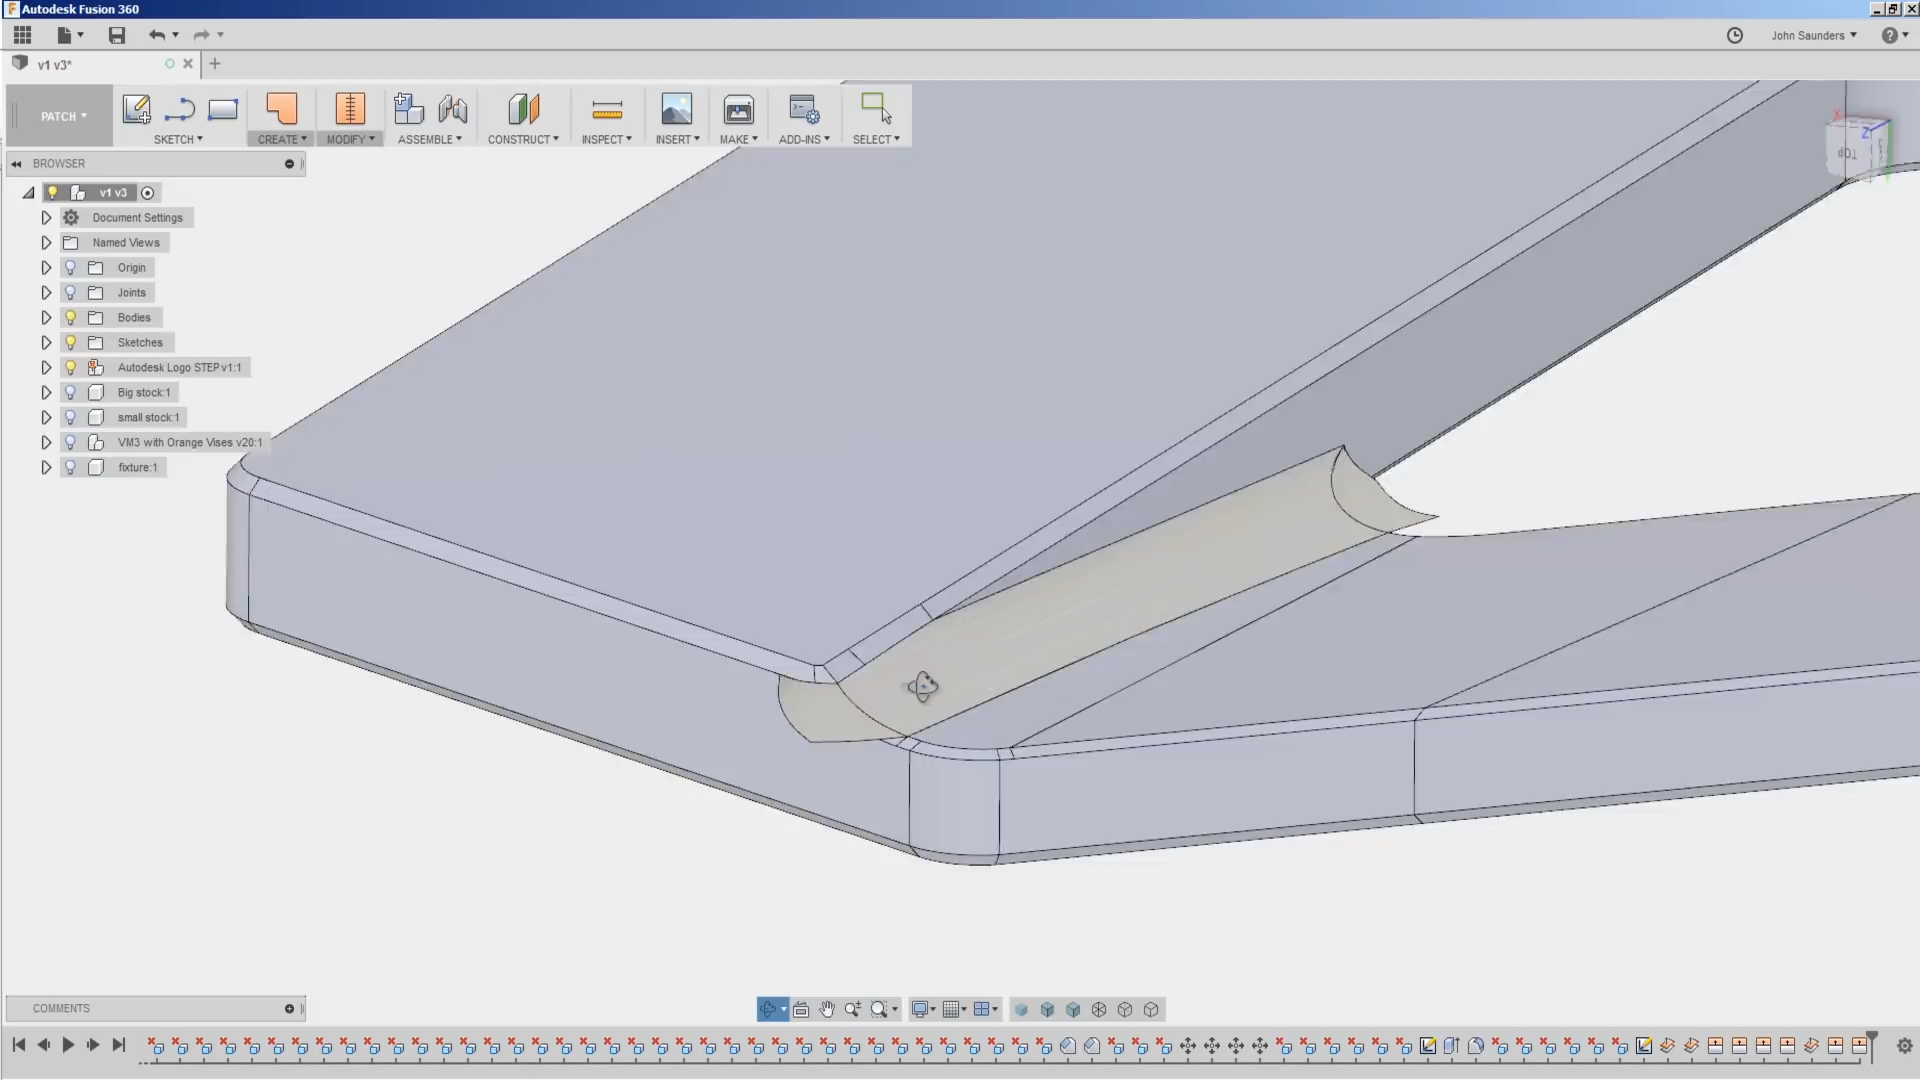 Autodesk Fusion 360
John Saunders
v1 v3*
PATCH
SKETCH
CREATE
MODIFY
ASSEMBLE
CONSTRUCT
INSPECT
INSERT
MAKE
ADD-INS
SELECT
BROWSER
v1 v3
Document Settings
Named Views
Origin
Joints
Bodies
Sketches
Autodesk Logo STEP v1:1
Big stock:1
small stock:1
VM3 with Orange Vises v20:1
fixture:1
X
Z
TOP
COMMENTS